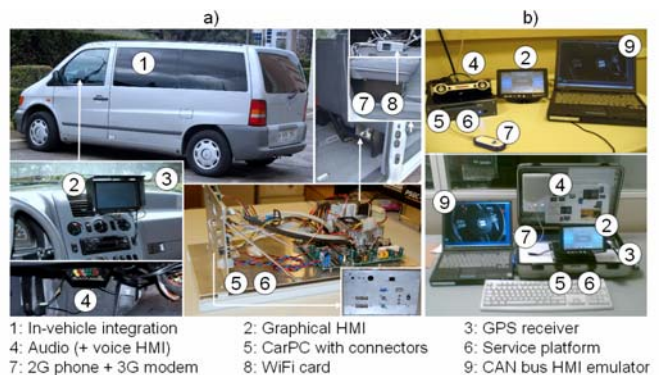 a) b)
1 4 2 9
7 8
5 6
7
2 3
9 4
2
7
3
5 6 5 6
4
1: In-vehicle integration 2: Graphical HMI 3: GPS receiver
4: Audio (+ voice HMI) 5: CarPC with connectors 6: Service platform
7: 2G phone + 3G modem 8: WiFi card 9: CAN bus HMI emulator